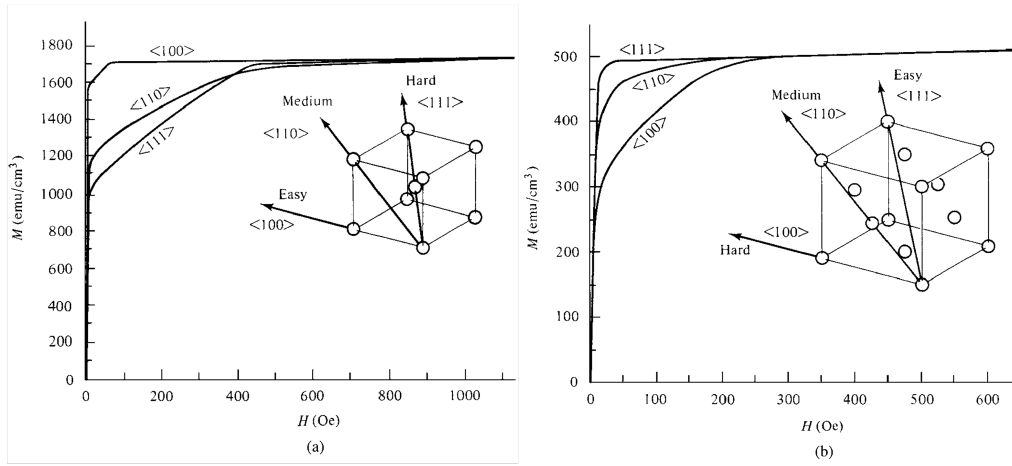 1800
1600
1400
1200
1000
800
1600
400
200
0
M (emu/cm³)
<100>
<110>
<111>
Hard
<111>
Medium
<110>
Easy
<100>
0 200 400 600 800 1000
H (Oe)
(a)
500
400
300
200
100
0
M (emu/cm³)
<111>
<110>
<100>
Easy
<111>
Medium
<110>
<100>
Hard
0 100 200 300 400 500 600
H (Oe)
(b)